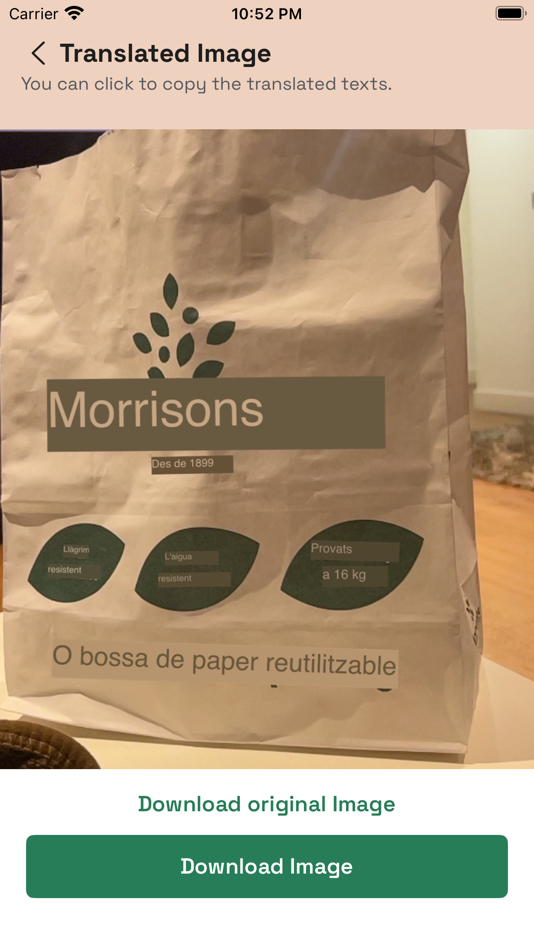 Carrier
10:52 PM
Translated Image
You can click to copy the translated texts.
Morrisons
Des de 1899
Llàgrim
resistent
L'aigua
resistent
Provats
a 16 kg
O bossa de paper reutilitzable
Download original Image
Download Image